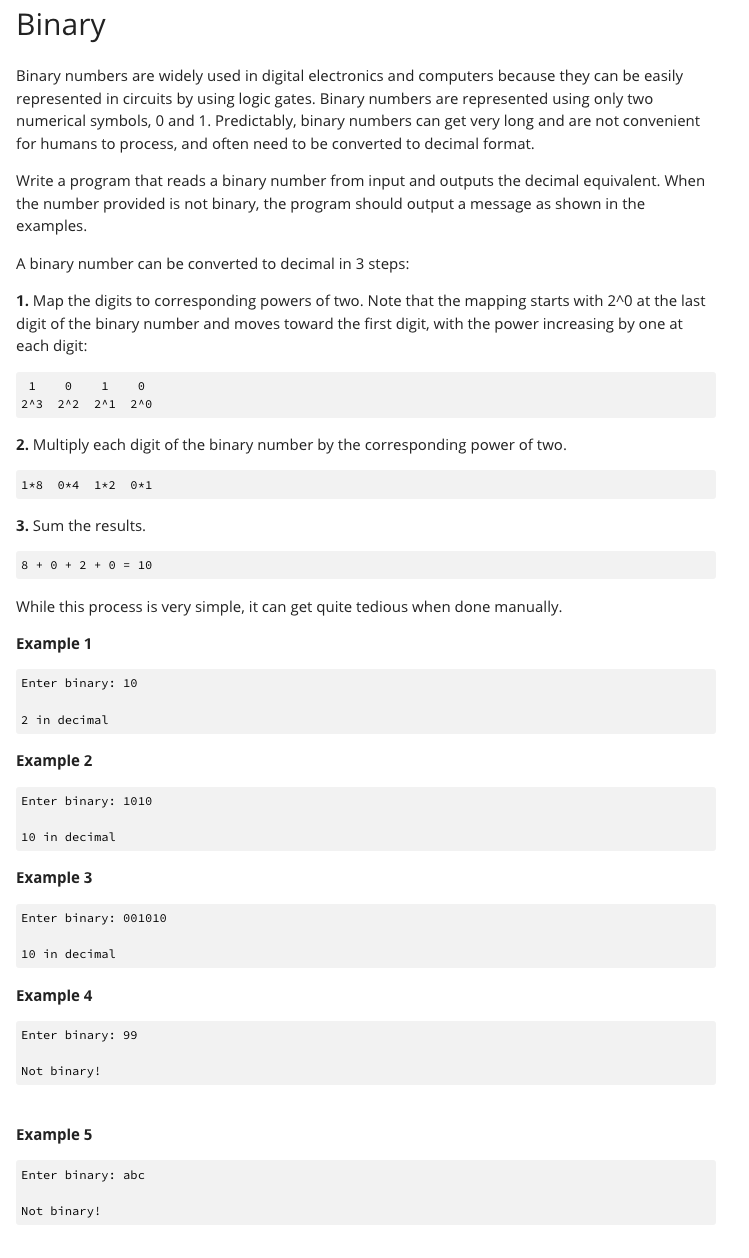 Binary
Binary numbers are widely used in digital electronics and computers because they can be easily
represented in circuits by using logic gates. Binary numbers are represented using only two
numerical symbols, 0 and 1. Predictably, binary numbers can get very long and are not convenient
for humans to process, and often need to be converted to decimal format.
Write a program that reads a binary number from input and outputs the decimal equivalent. When
the number provided is not binary, the program should output a message as shown in the
examples.
A binary number can be converted to decimal in 3 steps:
1. Map the digits to corresponding powers of two. Note that the mapping starts with 2^0 at the last
digit of the binary number and moves toward the first digit, with the power increasing by one at
each digit:
1 0 1 0
2^3 2^2 2^1 2^0
2. Multiply each digit of the binary number by the corresponding power of two.
1*8 0*4 1*2 0*1
3. Sum the results.
8 + 0 + 2 + 0 = 10
While this process is very simple, it can get quite tedious when done manually.
Example 1
Enter binary: 10
2 in decimal
Example 2
Enter binary: 1010
10 in decimal
Example 3
Enter binary: 001010
10 in decimal
Example 4
Enter binary: 99
Not binary!
Example 5
Enter binary: abc
Not binary!